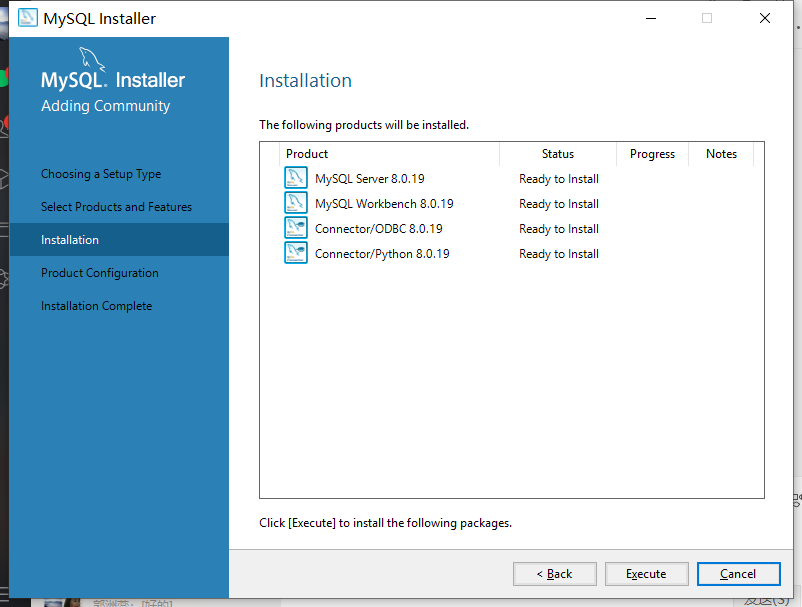 MySQL Installer
MySQL. Installer
Adding Community
Choosing a Setup Type
Select Products and Features
Installation
Product Configuration
Installation Complete
Installation
The following products will be installed.
Product Status Progress Notes
MySQL Server 8.0.19 Ready to Install
MySQL Workbench 8.0.19 Ready to Install
Connector/ODBC 8.0.19 Ready to Install
Connector/Python 8.0.19 Ready to Install
Click [Execute] to install the following packages.
< Back Execute Cancel